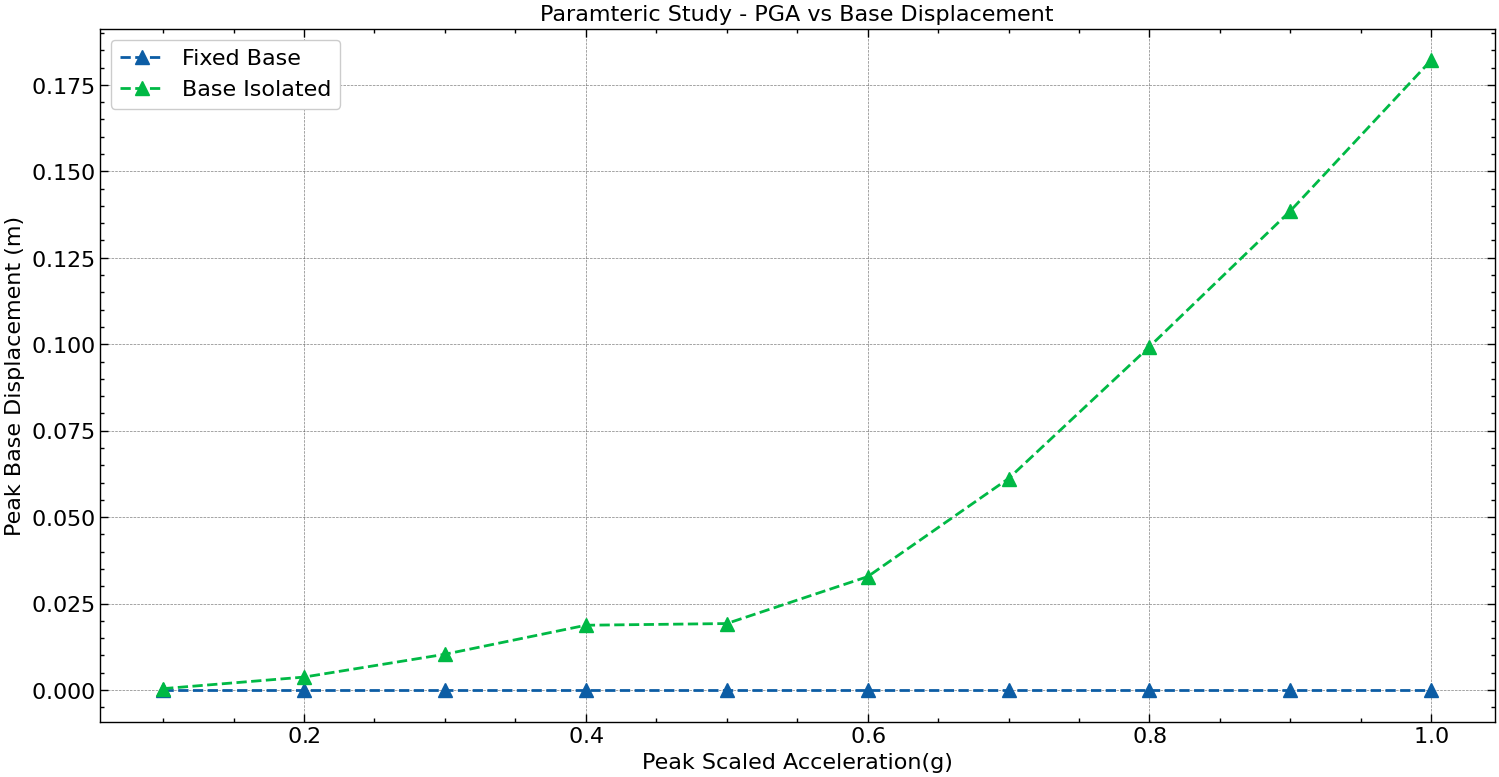 Paramteric Study - PGA vs Base Displacement
Fixed Base
Base Isolated
Peak Base Displacement (m)
0.175
0.150
0.125
0.100
0.075
0.050
0.025
0.000
0.2
0.4
0.6
0.8
1.0
Peak Scaled Acceleration(g)